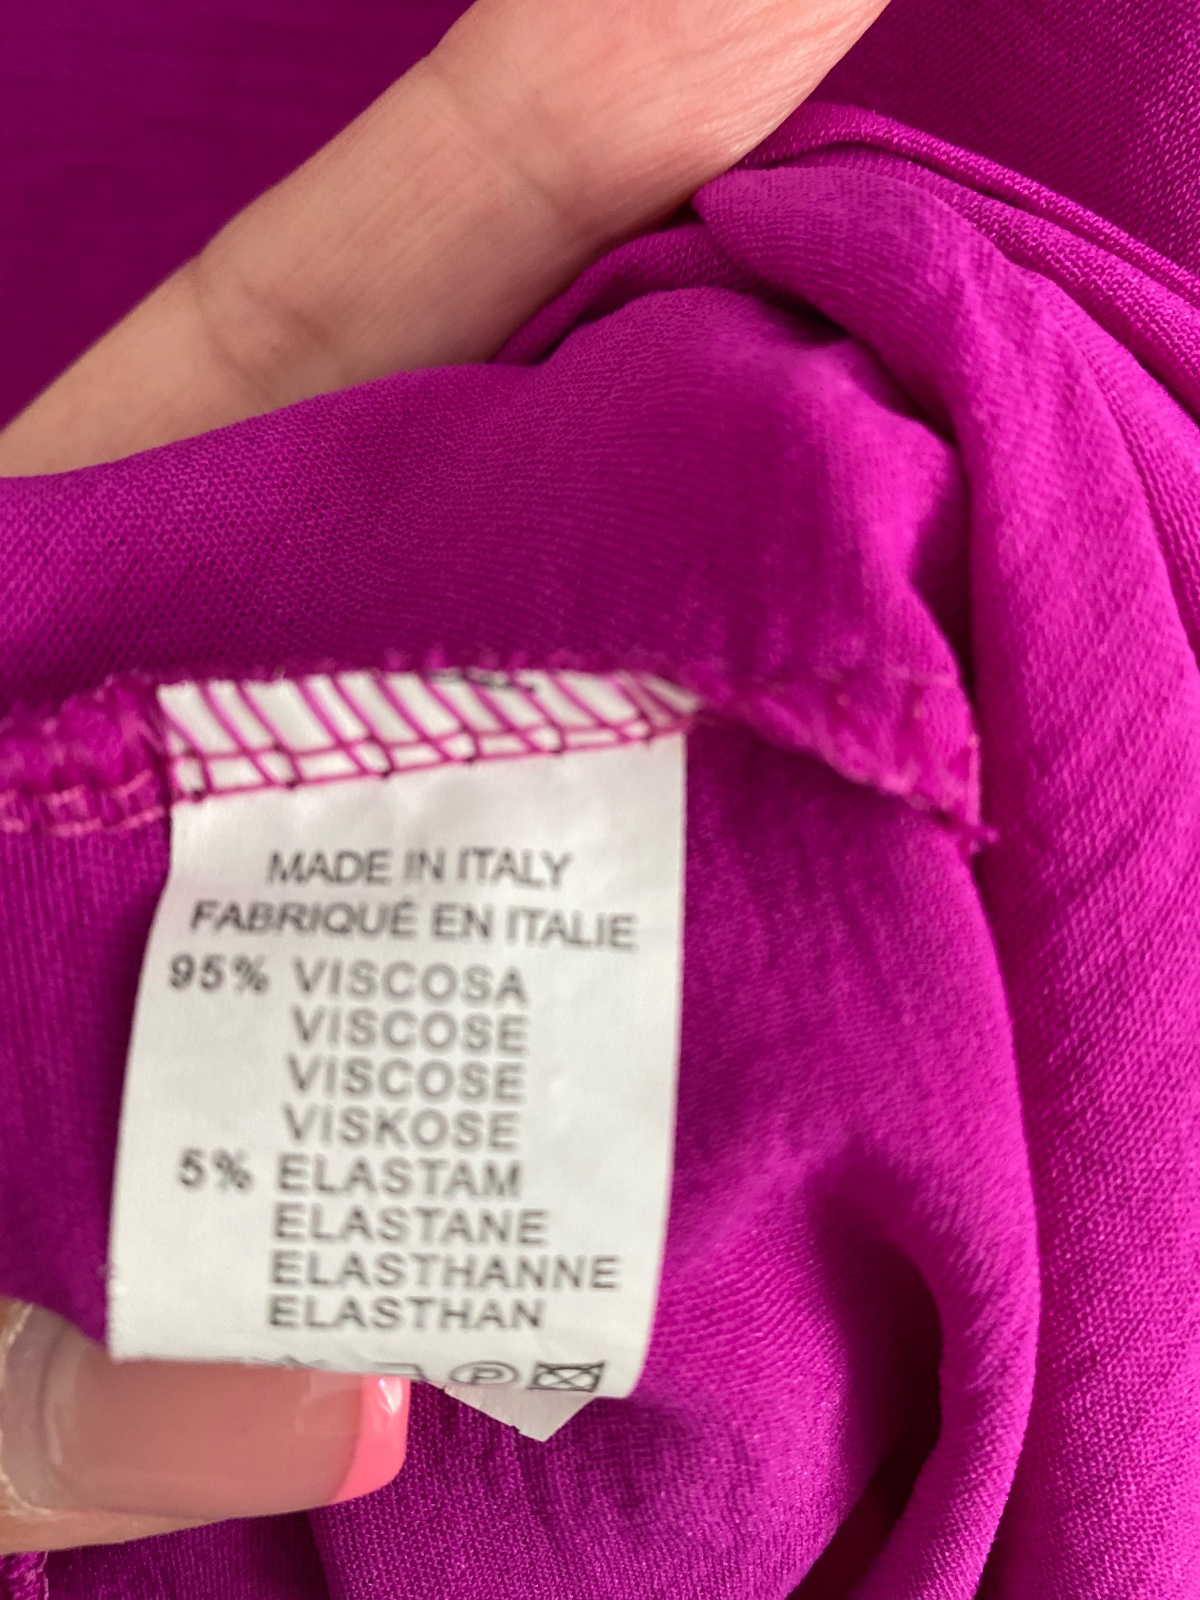 MADE IN ITALY
FABRIQUÉ EN ITALIE
95% VISCOSA
VISCOSE
VISCOSE
VISKOSE
5% ELASTAM
ELASTANE
ELASTHANNE
ELASTHAN
P